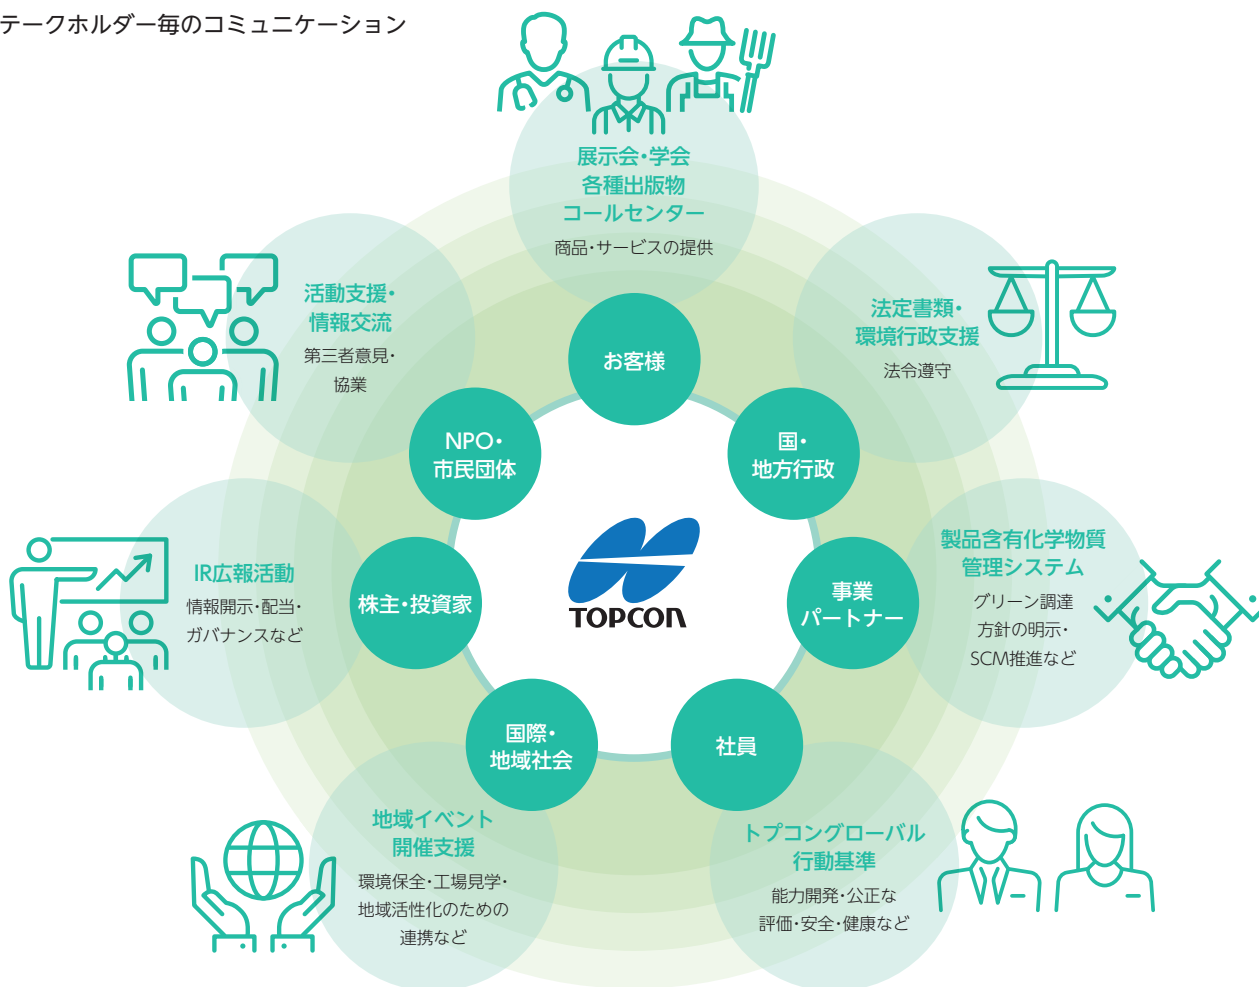 テークホルダー毎のコミュニケーション
展示会・学会
各種出版物
コールセンター
商品・サービスの提供
お客様
法定書類・
環境行政支援
法令遵守
国・
地方行政
製品含有化学物質
管理システム
グリーン調達
方針の明示・
SCM推進など
事業
パートナー
トプコングローバル
行動基準
能力開発・公正な
評価・安全・健康など
社員
地域イベント
開催支援
環境保全・工場見学・
地域活性化のための
連携など
国際・
地域社会
IR広報活動
情報開示・配当・
ガバナンスなど
株主・投資家
活動支援・
情報交流
第三者意見・
協業
NPO・
市民団体
TOPCON